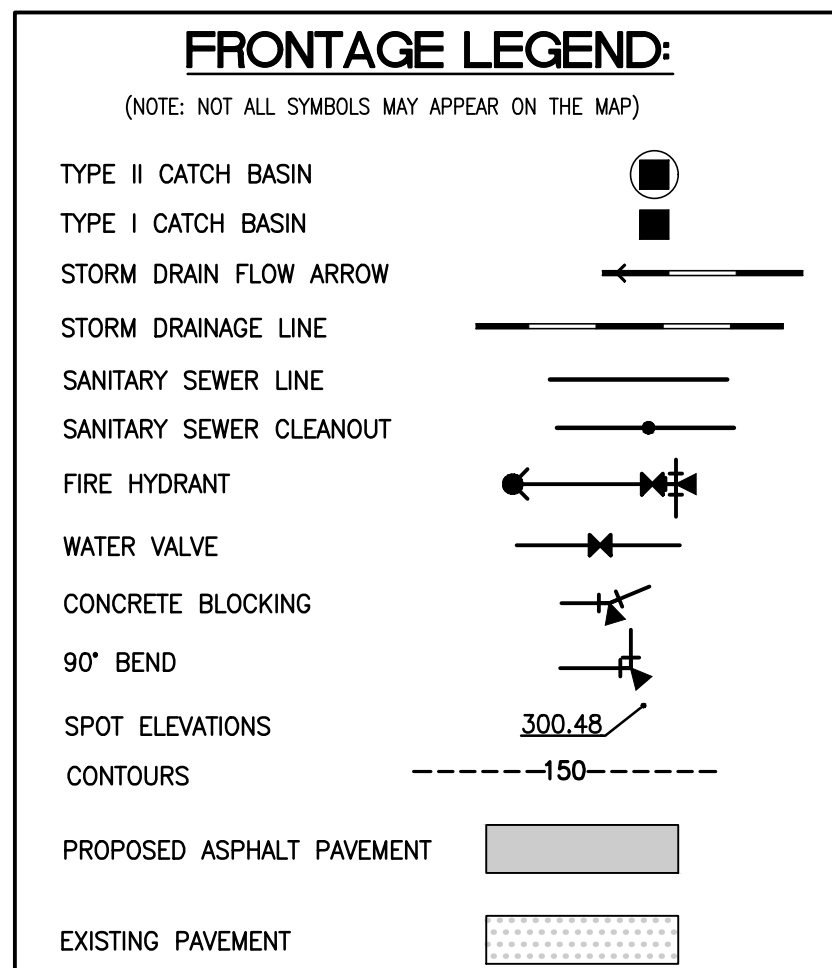 FRONTAGE LEGEND:
(NOTE: NOT ALL SYMBOLS MAY APPEAR ON THE MAP)
TYPE II CATCH BASIN
TYPE I CATCH BASIN
STORM DRAIN FLOW ARROW
STORM DRAINAGE LINE
SANITARY SEWER LINE
SANITARY SEWER CLEANOUT
FIRE HYDRANT
WATER VALVE
CONCRETE BLOCKING
90° BEND
SPOT ELEVATIONS 300.48
CONTOURS 150
PROPOSED ASPHALT PAVEMENT
EXISTING PAVEMENT